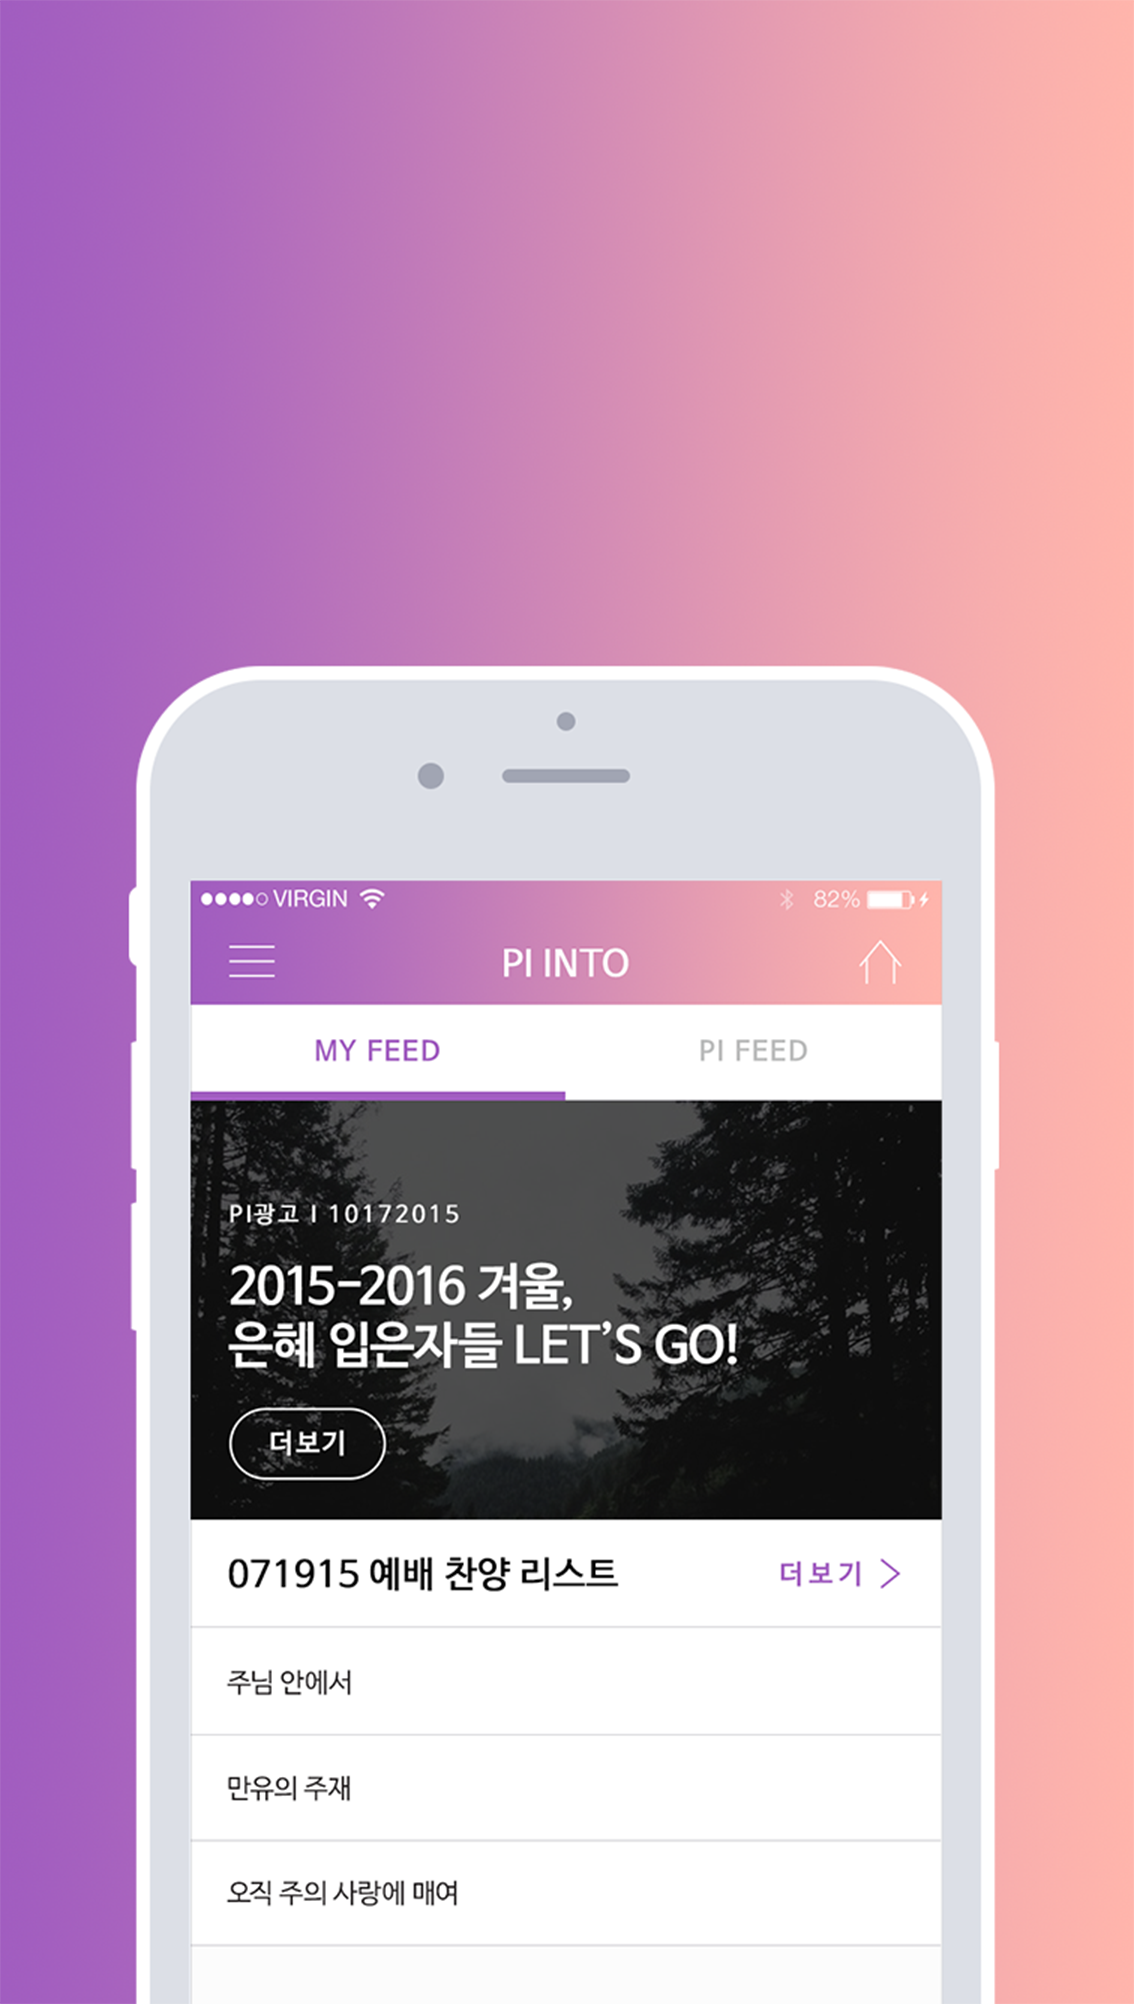 VIRGIN 82%
PI INTO
MY FEED PI FEED
PI광고 I 10172015
2015-2016 겨울,
은혜 입은자들 LET'S GO!
더보기
071915 예배 찬양 리스트 더보기
주님 안에서
만유의 주재
오직 주의 사랑에 매여